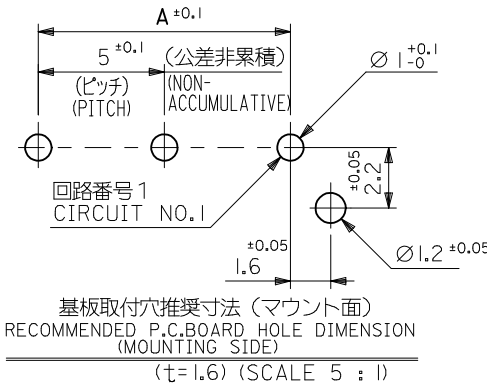 A ±0.1
5 ±0.1
(公差非累積)
(ピッチ)
(PITCH)
(NON-
ACCUMULATIVE)
∅ 1 +0.1 -0
回路番号 1
CIRCUIT NO.1
2.2 ±0.05
1.6 ±0.05
∅1.2 ±0.05
基板取付穴推奨寸法 (マウント面)
RECOMMENDED P.C.BOARD HOLE DIMENSION
(MOUNTING SIDE)
(t=1.6) (SCALE 5 : 1)